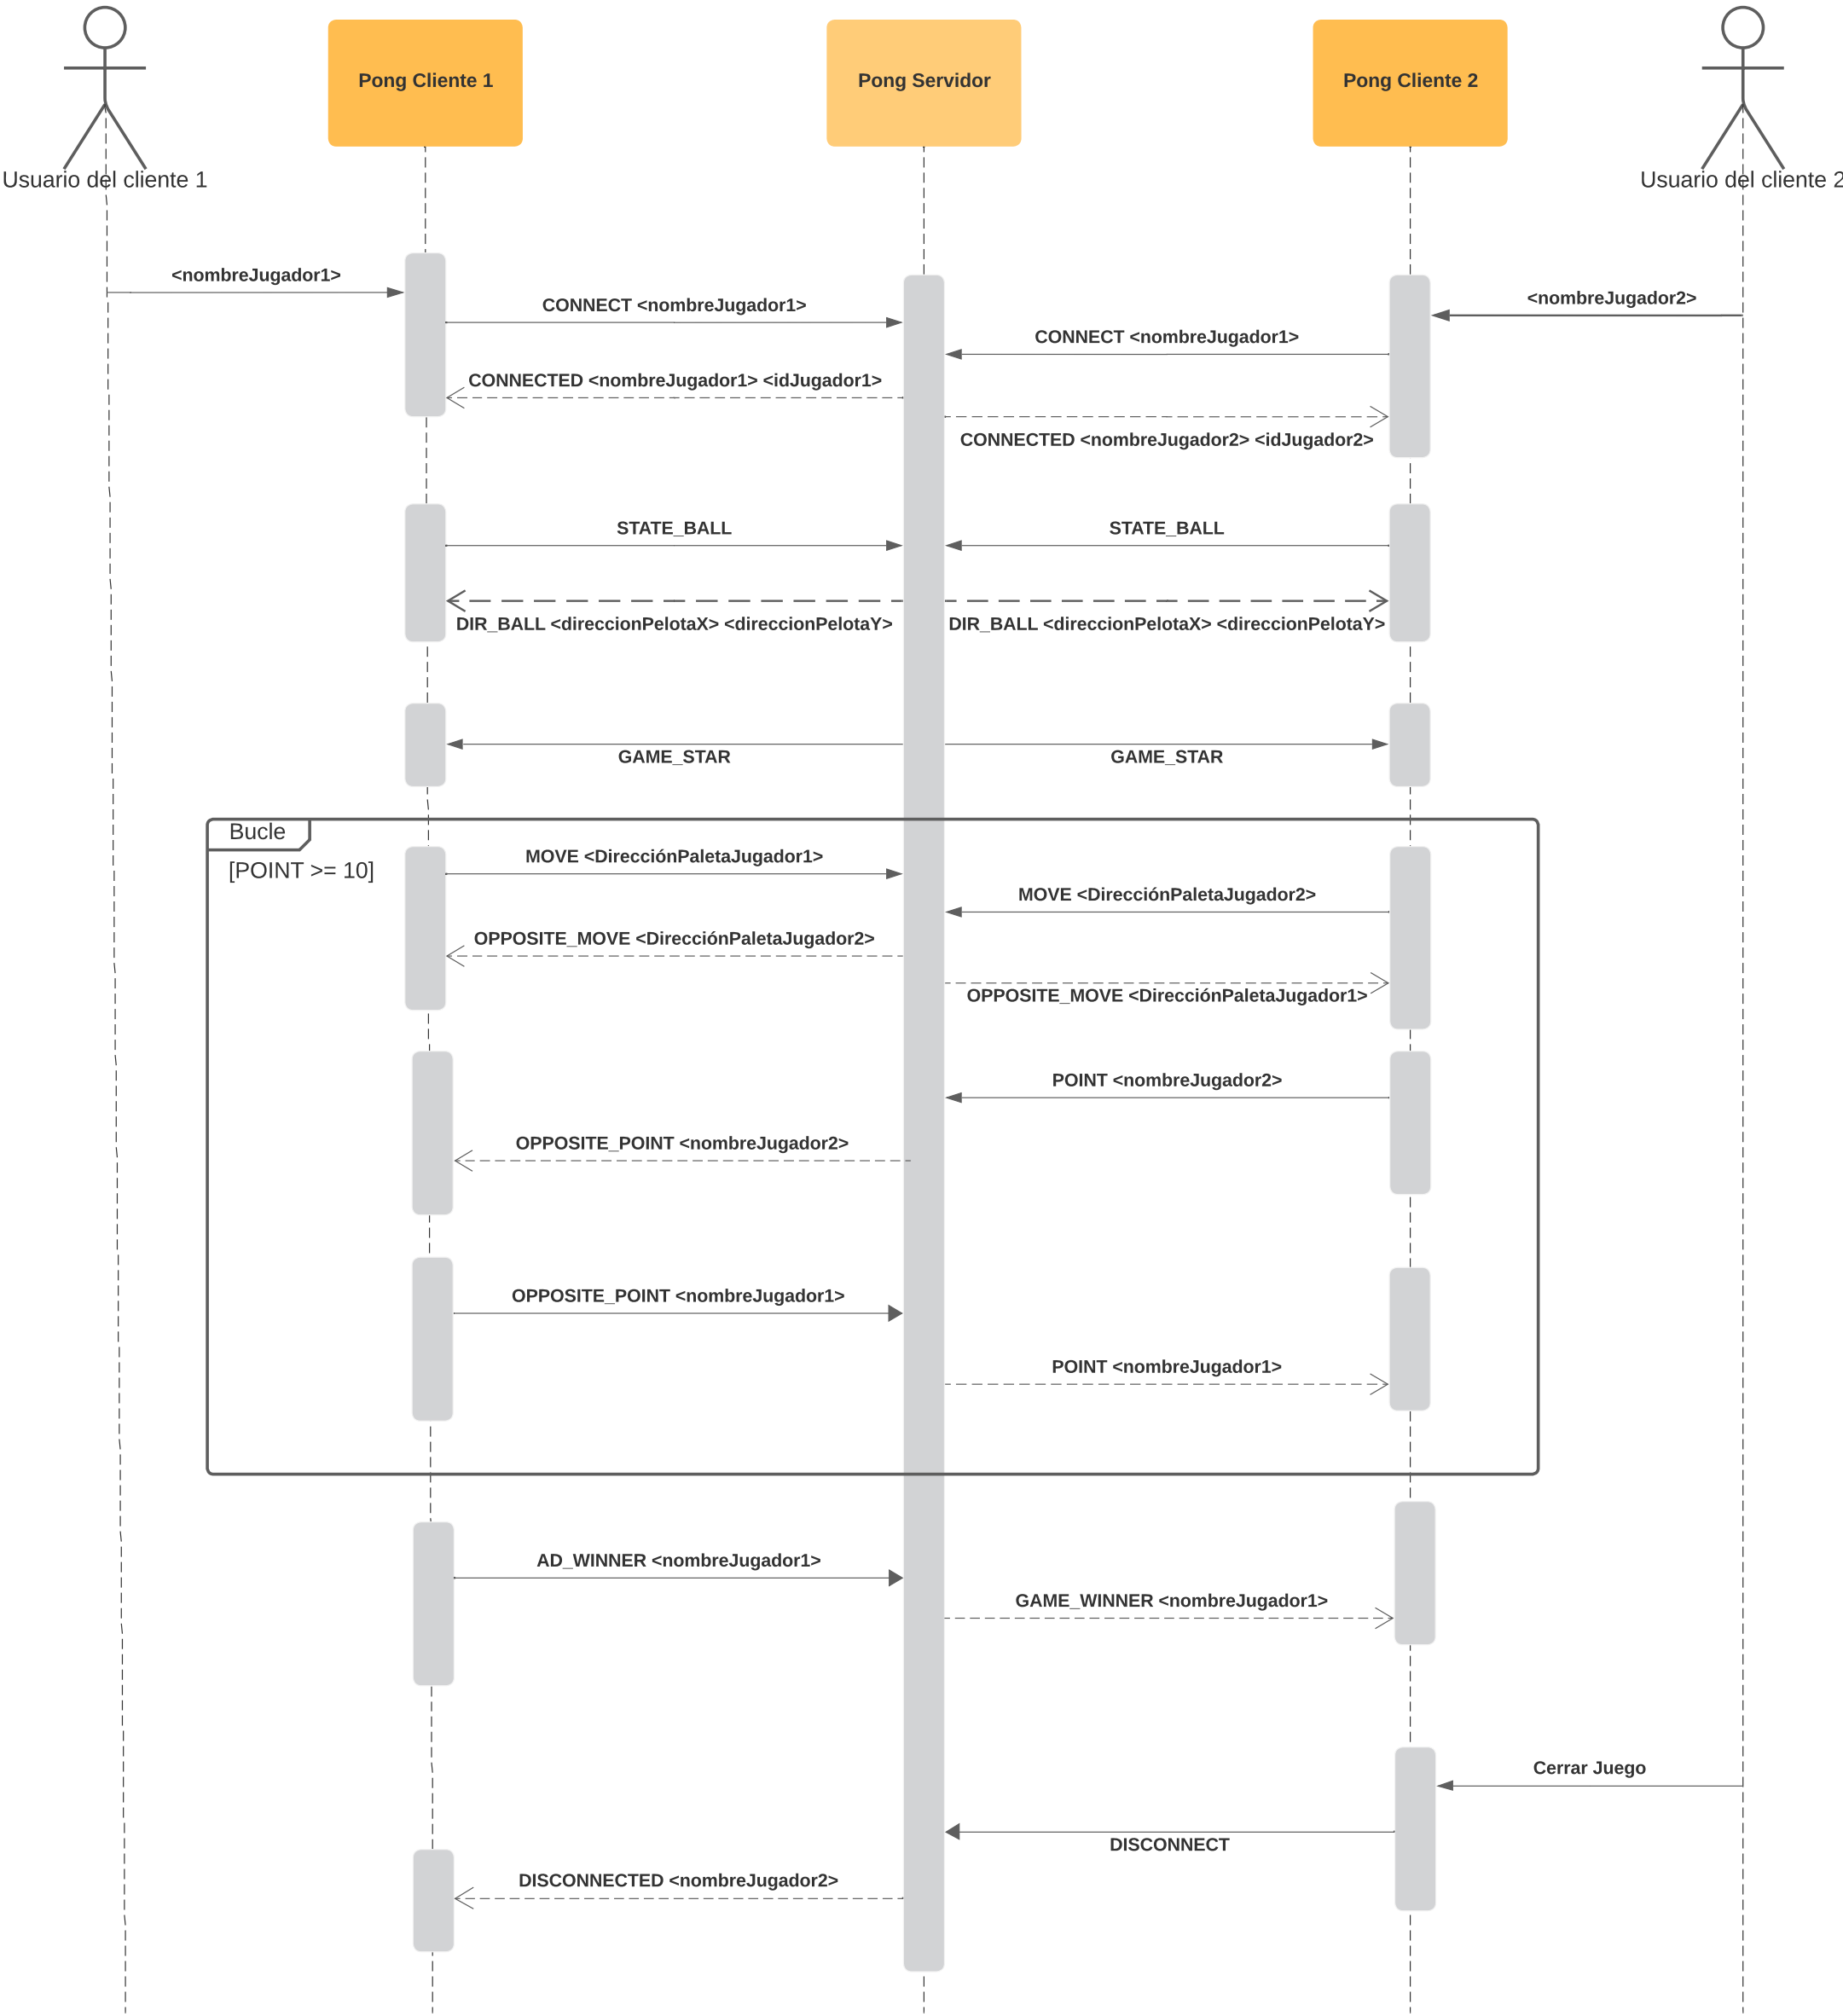 Pong Cliente 1
Pong Servidor
Pong Cliente 2
Usuario del cliente 1
Usuario del cliente 2
<nombreJugador1>
<nombreJugador2>
CONNECT <nombreJugador1>
CONNECT <nombreJugador1>
CONNECTED <nombreJugador1> <idJugador1>
CONNECTED <nombreJugador2> <idJugador2>
STATE_BALL
STATE_BALL
DIR_BALL <direccionPelotaX> <direccionPelotaY>
DIR_BALL <direccionPelotaX> <direccionPelotaY>
GAME_STAR
GAME_STAR
Bucle
[POINT >= 10]
MOVE <DirecciónPaletaJugador1>
MOVE <DirecciónPaletaJugador2>
OPPOSITE_MOVE <DirecciónPaletaJugador2>
OPPOSITE_MOVE <DirecciónPaletaJugador1>
POINT <nombreJugador2>
OPPOSITE_POINT <nombreJugador2>
OPPOSITE_POINT <nombreJugador1>
POINT <nombreJugador1>
AD_WINNER <nombreJugador1>
GAME_WINNER <nombreJugador1>
Cerrar Juego
DISCONNECT
DISCONNECTED <nombreJugador2>